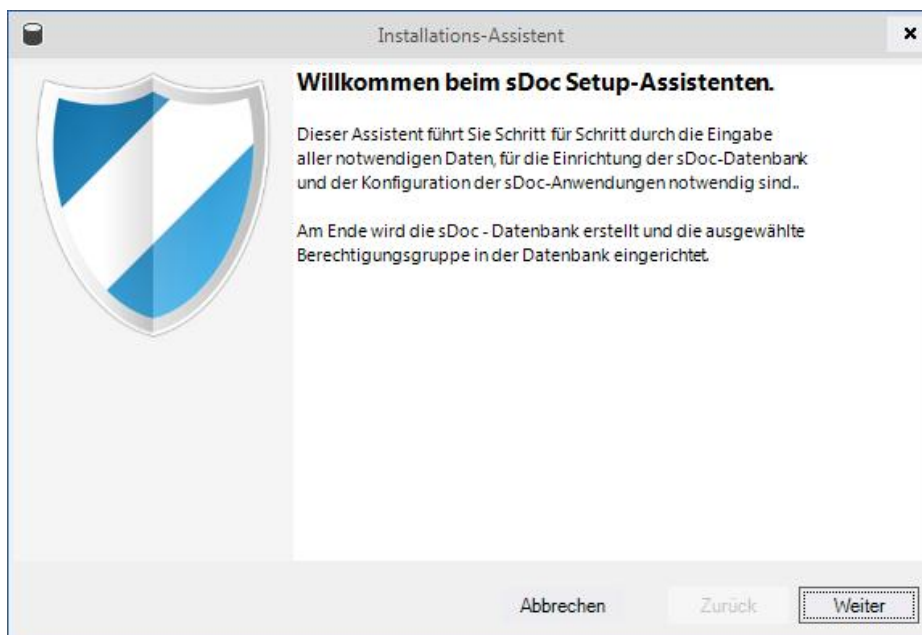 Installations-Assistent
Willkommen beim sDoc Setup-Assistenten.
Dieser Assistent führt Sie Schritt für Schritt durch die Eingabe
aller notwendigen Daten, für die Einrichtung der sDoc-Datenbank
und der Konfiguration der sDoc-Anwendungen notwendig sind..
Am Ende wird die sDoc - Datenbank erstellt und die ausgewählte
Berechtigungsgruppe in der Datenbank eingerichtet.
Abbrechen
Zurück
Weiter